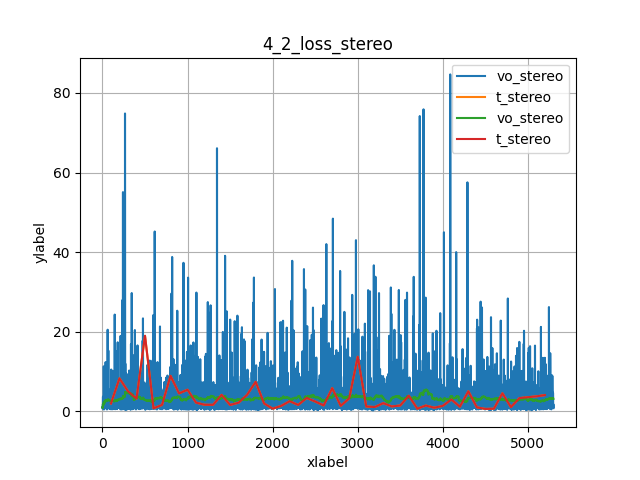 4_2_loss_stereo
vo_stereo
t_stereo
vo_stereo
t_stereo
ylabel
80
60
40
20
0
0 1000 2000 3000 4000 5000
xlabel